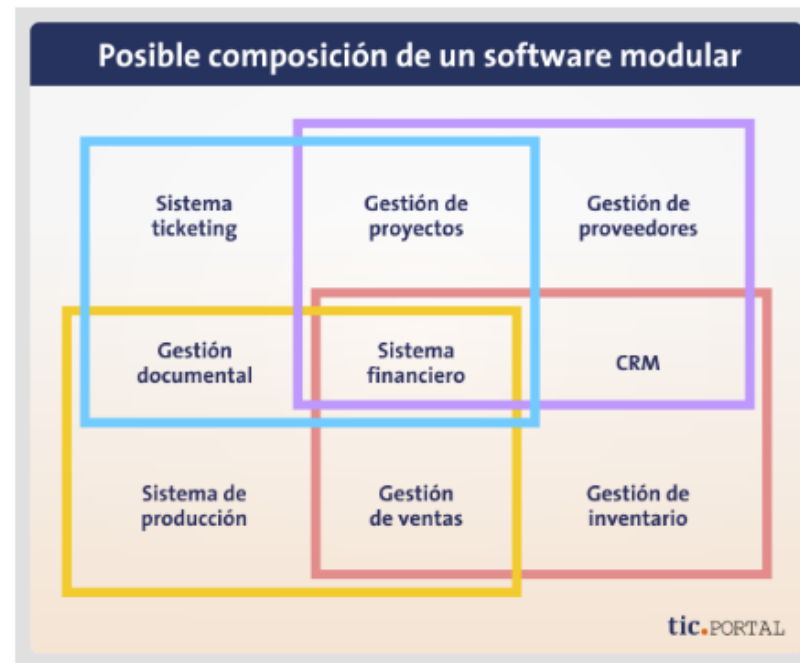 Posible composición de un software modular
Sistema
ticketing
Gestión de
proyectos
Gestión de
proveedores
Gestión
documental
Sistema
financiero
CRM
Sistema de
producción
Gestión
de ventas
Gestión de
inventario
tic.PORTAL